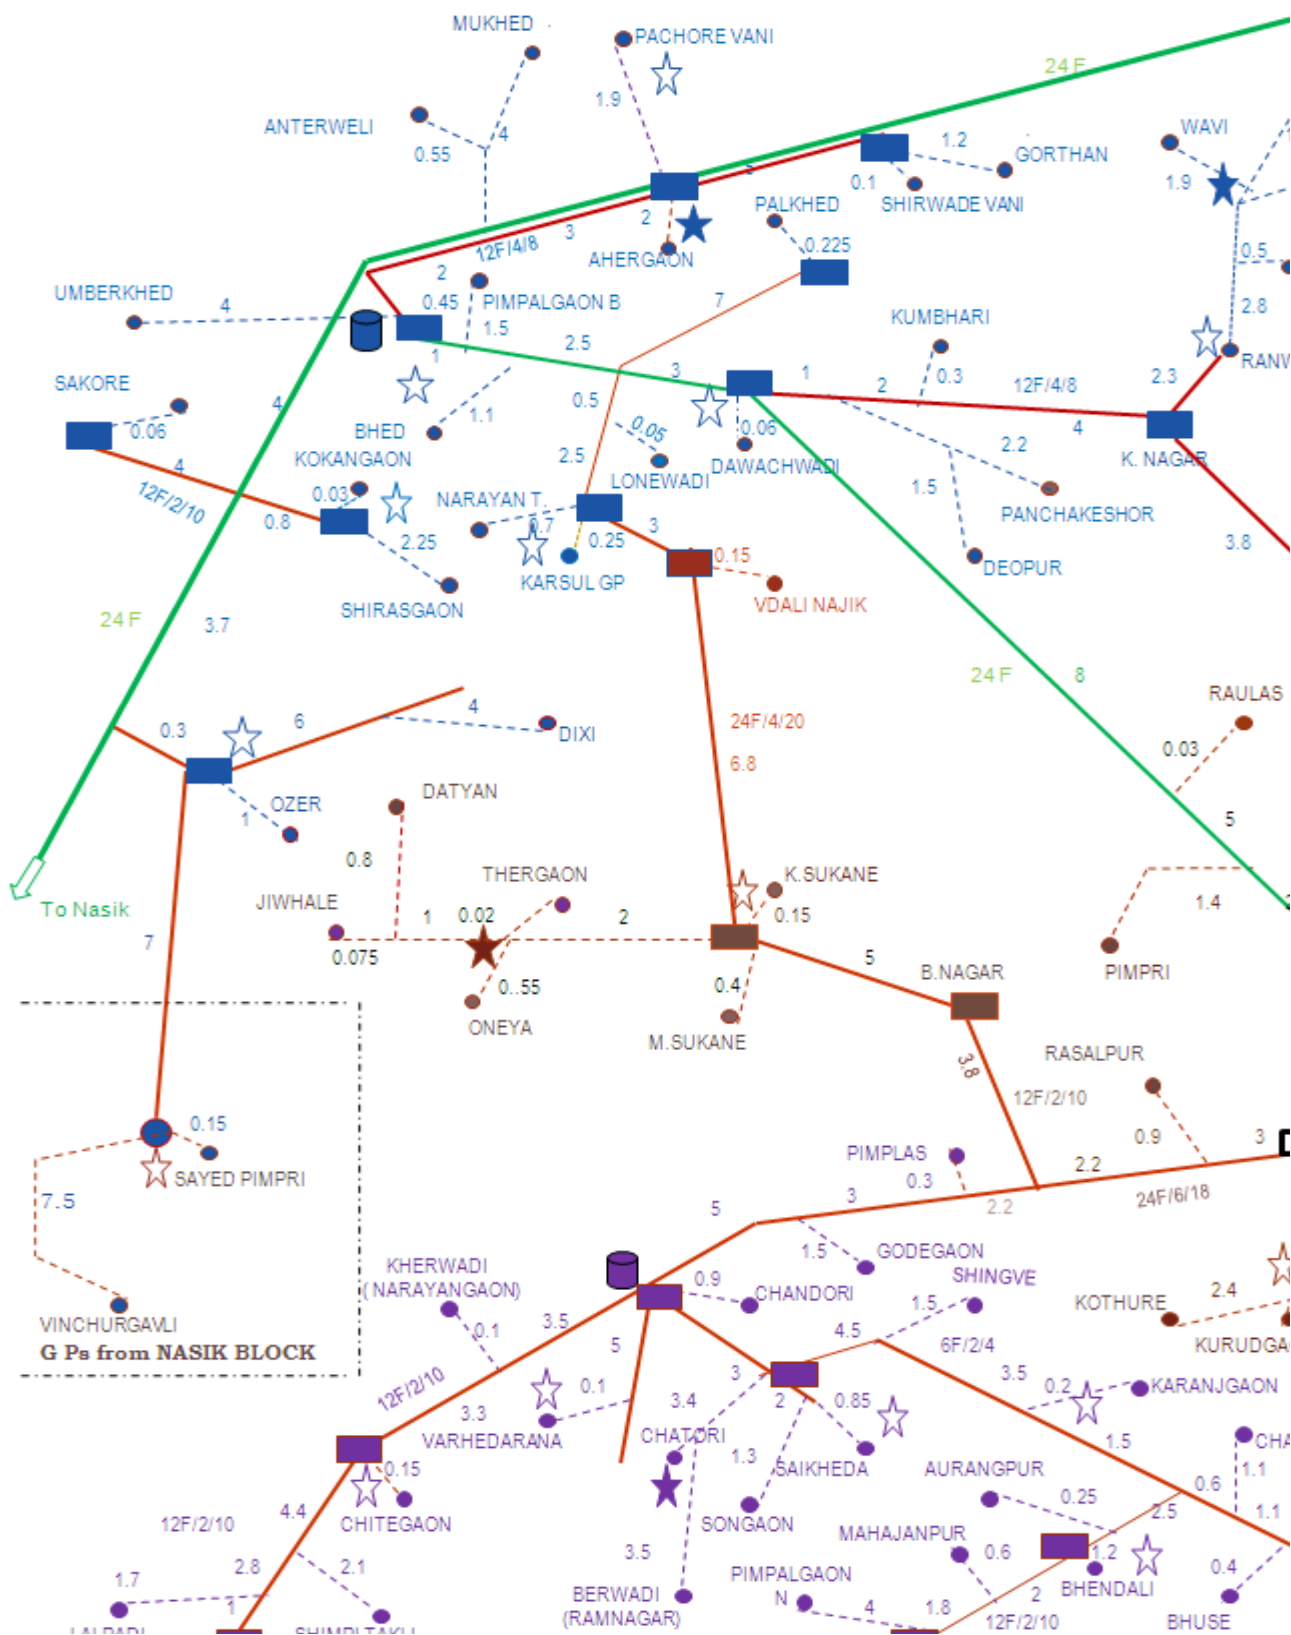 MUKHED
PACHORE VANI
24 F
1.9
ANTERWELI
4
0.55
WAVI
1.2
GORTHAN
0.1
SHIRWADE VANI
1.9
PALKHED
2
3
12F/4/8
AHERGAON
0.225
0.5
2
UMBERKHED
4
0.45
PIMPALGAON B
7
2.8
1.5
2.5
KUMBHARI
1
3
1
2
0.3
12F/4/8
2.3
SAKORE
4
0.06
1.1
0.5
0.05
0.06
4
BHED
KOKANGAON
2.2
K. NAGAR
4
12F/2/10
0.03
2.5
LONEWADI
DAWACHWADI
1.5
PANCHAKESHOR
0.8
NARAYAN T.
0.7
3
2.25
0.25
0.15
3.8
KARSUL GP
DEOPUR
SHIRASGAON
VDALI NAJIK
24 F
3.7
24 F
8
RAULAS
0.3
6
4
DIXI
24F/4/20
0.03
6.8
DATYAN
1
OZER
5
0.8
THERGAON
K.SUKANE
To Nasik
JIWHALE
1
0.02
2
0.15
1.4
7
0.075
5
0..55
0.4
B.NAGAR
PIMPRI
ONEYA
M.SUKANE
3.8
RASALPUR
12F/2/10
0.15
0.9
3
PIMPLAS
SAYED PIMPRI
0.3
2.2
7.5
5
3
2.2
24F/6/18
KHERWADI
( NARAYANGAON)
1.5
GODEGAON
0.9
SHINGVE
CHANDORI
1.5
KOTHURE
2.4
VINCHURGAVLI
3.5
0.1
5
4.5
6F/2/4
KURUDGA
G Ps from NASIK BLOCK
12F/2/10
0.1
3
3.5
0.2
KARANJGAON
3.3
3.4
2
0.85
VARHEDARANA
CHATORI
1.3
1.5
CHA
0.15
SAIKHEDA
AURANGPUR
1.1
0.6
12F/2/10
4.4
CHITEGAON
SONGAON
0.25
2.5
1.1
MAHAJANPUR
3.5
0.6
1.2
1.7
2.8
2.1
BERWADI
(RAMNAGAR)
PIMPALGAON
N
BHENDALI
0.4
1
4
1.8
2
12F/2/10
BHUSE